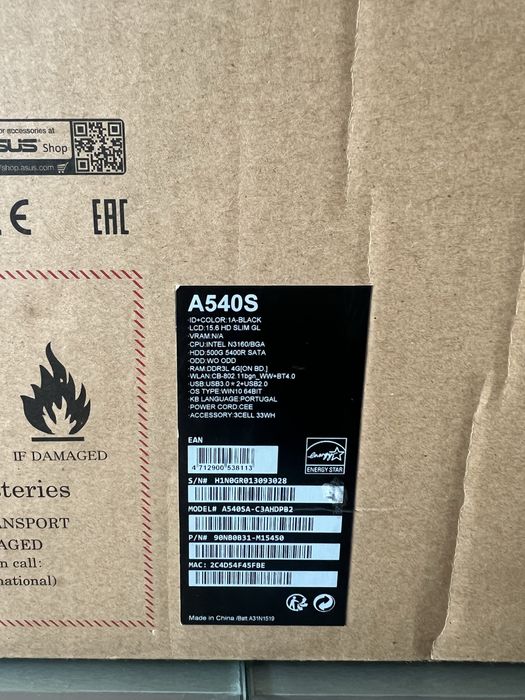 or accessories at
SUS Shop
/shop.asus.com
CE
EAC
A540S
ID+COLOR:1A-BLACK
LCD:15.6 HD SLIM GL
VRAM:N/A
CPU:INTEL N3160/BGA
HDD:500G 5400R SATA
ODD:WO ODD
RAM:DDR3L 4G[ON BD.]
WLAN:CB-802.11bgn_WW+BT4.0
USB:USB3.0*2+USB2.0
OS TYPE:WIN10 64BIT
KB LANGUAGE:PORTUGAL
POWER CORD:CEE
ACCESSORY:3CELL 33WH
EAN
4 712900 538113
energy
ENERGY STAR
S/N# H1N0GR013093028
MODEL# A540SA-C3AHDPB2
P/N# 90NB0B31-M15450
MAC: 2C4D54F45FBE
Made in China /Batt A31N1519
IF DAMAGED
teries
ANSPORT
AGED
n call:
national)